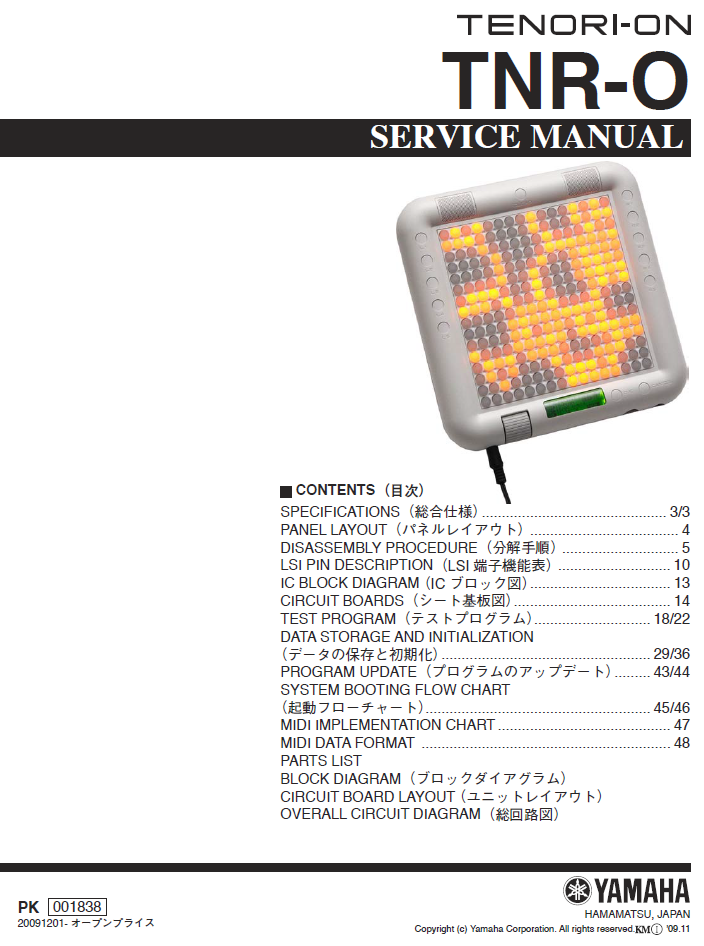 TENORI-ON
TNR-O
SERVICE MANUAL
■ CONTENTS（目次）
SPECIFICATIONS（総合仕様）.............................................. 3/3
PANEL LAYOUT（パネルレイアウト）..................................... 4
DISASSEMBLY PROCEDURE（分解手順）............................. 5
LSI PIN DESCRIPTION（LSI 端子機能表）............................ 10
IC BLOCK DIAGRAM (IC ブロック図)..................................... 13
CIRCUIT BOARDS（シート基板図)........................................ 14
TEST PROGRAM（テストプログラム）............................. 18/22
DATA STORAGE AND INITIALIZATION
（データの保存と初期化）.................................................... 29/36
PROGRAM UPDATE（プログラムのアップデート）......... 43/44
SYSTEM BOOTING FLOW CHART
（起動フローチャート）........................................................ 45/46
MIDI IMPLEMENTATION CHART ........................................... 47
MIDI DATA FORMAT .............................................................. 48
PARTS LIST
BLOCK DIAGRAM（ブロックダイアグラム）
CIRCUIT BOARD LAYOUT（ユニットレイアウト）
OVERALL CIRCUIT DIAGRAM（総回路図）
YAMAHA
PK 001838
HAMAMATSU, JAPAN
20091201- オープンプライス
Copyright (c) Yamaha Corporation. All rights reserved. KM① '09.11